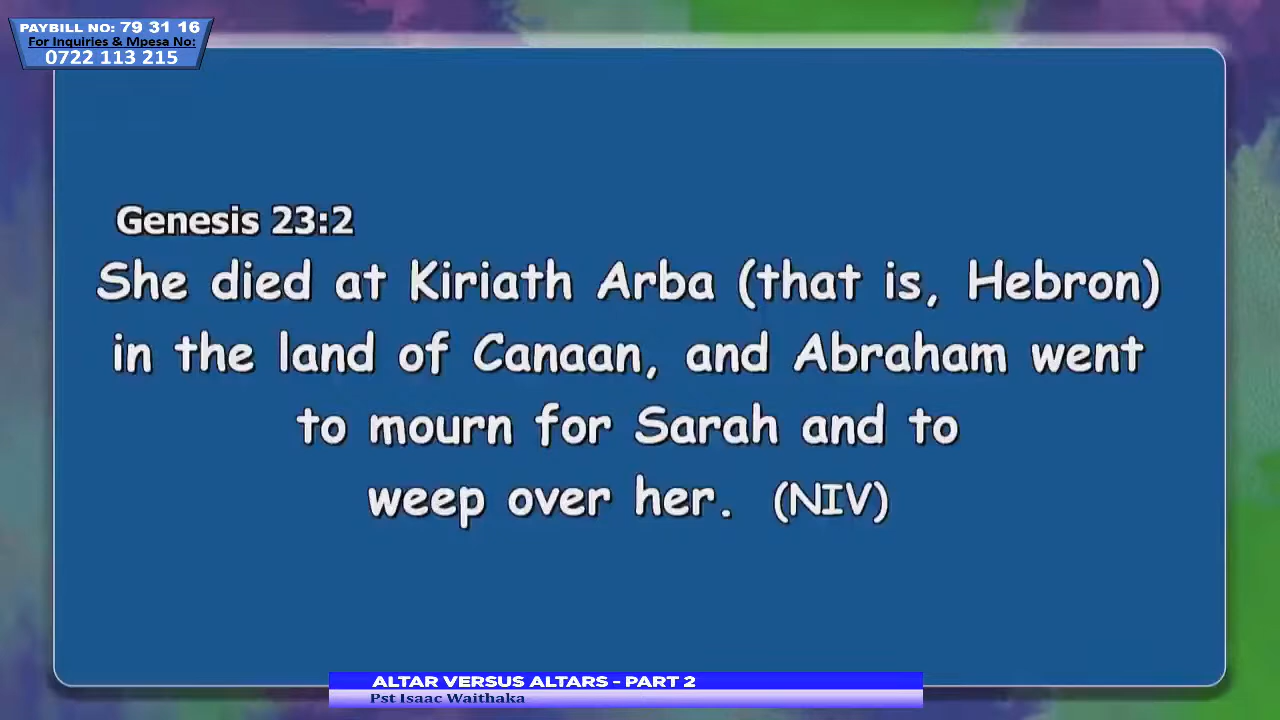 PAYBILL NO: 79 31 16
For Inquiries & Mpesa No:
0722 113 215
Genesis 23:2
She died at Kiriath Arba (that is, Hebron)
in the land of Canaan, and Abraham went
to mourn for Sarah and to
weep over her. (NIV)
ALTAR VERSUS ALTARS - PART 2
Pst Isaac Waithaka